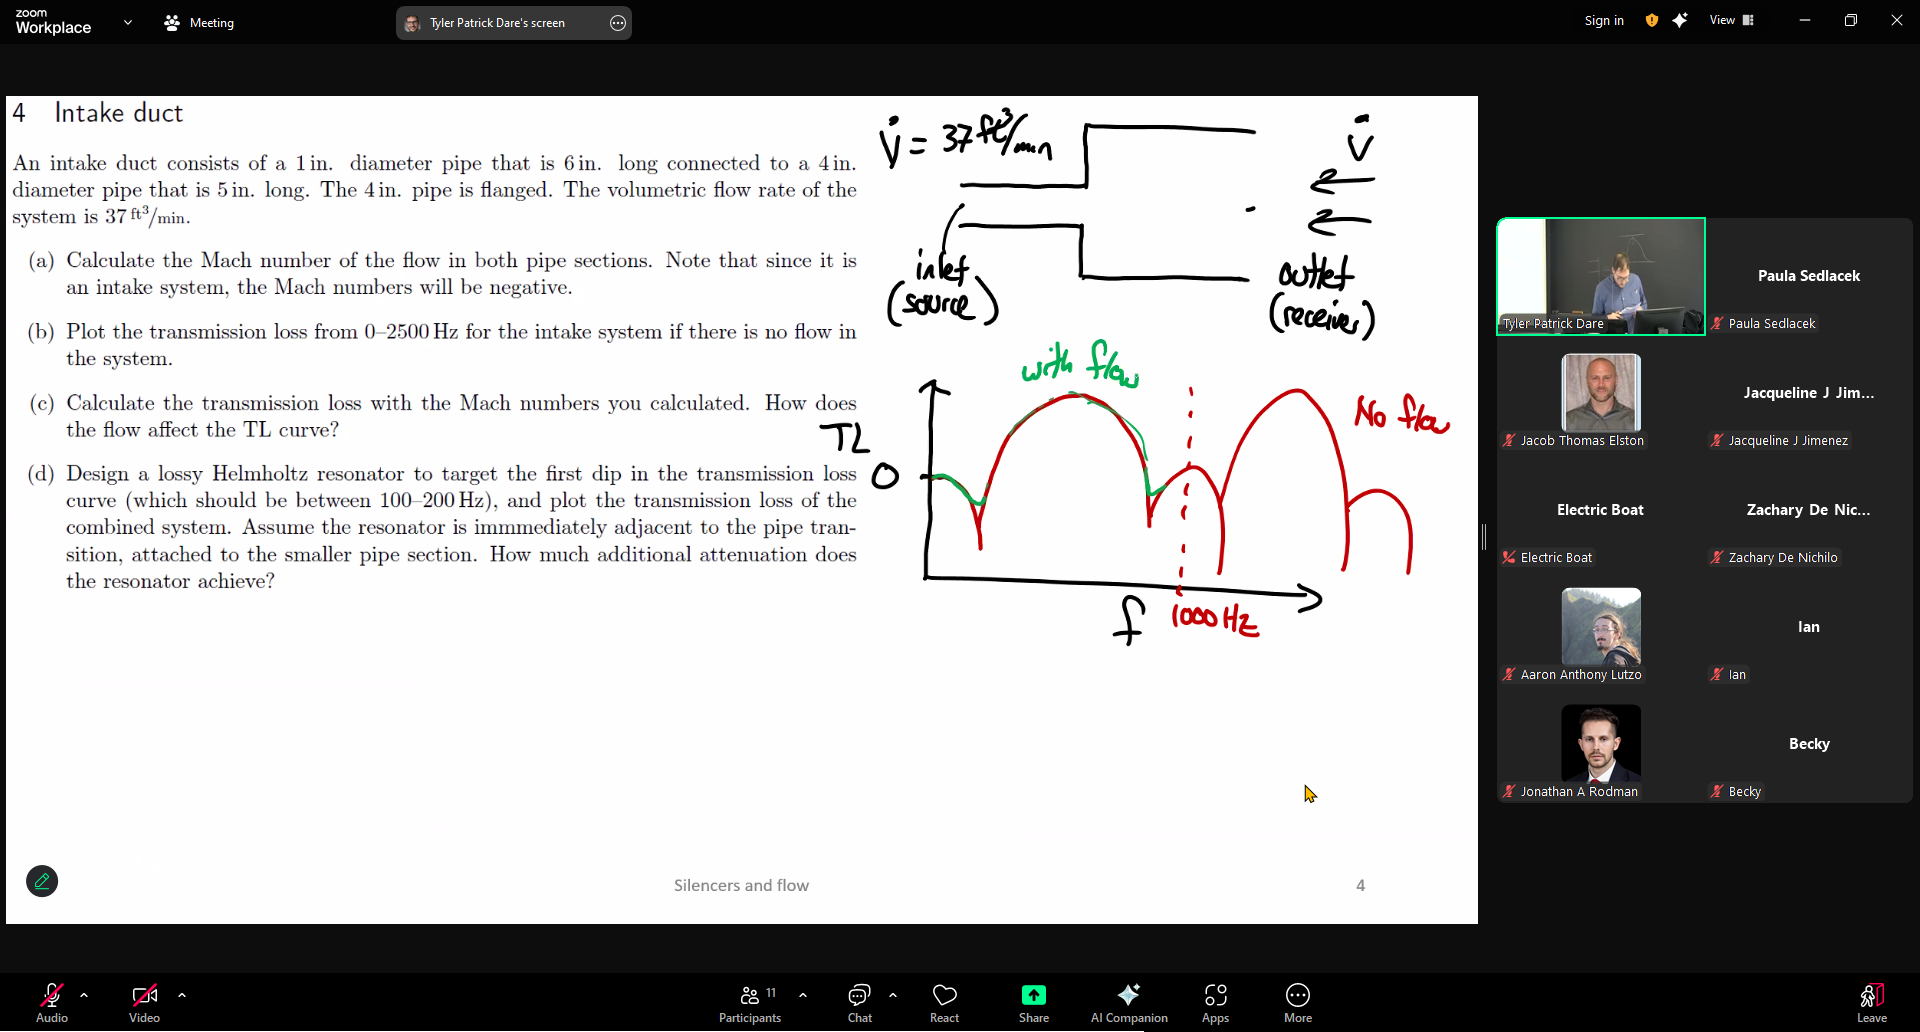 zoom
Workplace
Meeting
Tyler Patrick Dare's screen
Sign in
View
4 Intake duct
An intake duct consists of a 1 in. diameter pipe that is 6 in. long connected to a 4 in.
diameter pipe that is 5 in. long. The 4 in. pipe is flanged. The volumetric flow rate of the
system is 37 ft³/min.
(a) Calculate the Mach number of the flow in both pipe sections. Note that since it is
an intake system, the Mach numbers will be negative.
(b) Plot the transmission loss from 0–2500 Hz for the intake system if there is no flow in
the system.
(c) Calculate the transmission loss with the Mach numbers you calculated. How does
the flow affect the TL curve?
(d) Design a lossy Helmholtz resonator to target the first dip in the transmission loss
curve (which should be between 100–200 Hz), and plot the transmission loss of the
combined system. Assume the resonator is immmediately adjacent to the pipe tran-
sition, attached to the smaller pipe section. How much additional attenuation does
the resonator achieve?
V̇ = 37 ft³/min
V̇
inlet
(source)
outlet
(receiver)
with flow
No flow
TL
0
f
1000 Hz
Silencers and flow
4
Tyler Patrick Dare
Paula Sedlacek
Paula Sedlacek
Jacob Thomas Elston
Jacqueline J Jim...
Jacqueline J Jimenez
Electric Boat
Electric Boat
Zachary De Nic...
Zachary De Nichilo
Aaron Anthony Lutzo
Ian
Ian
Jonathan A Rodman
Becky
Becky
Audio
Video
Participants
11
Chat
React
Share
AI Companion
Apps
More
Leave